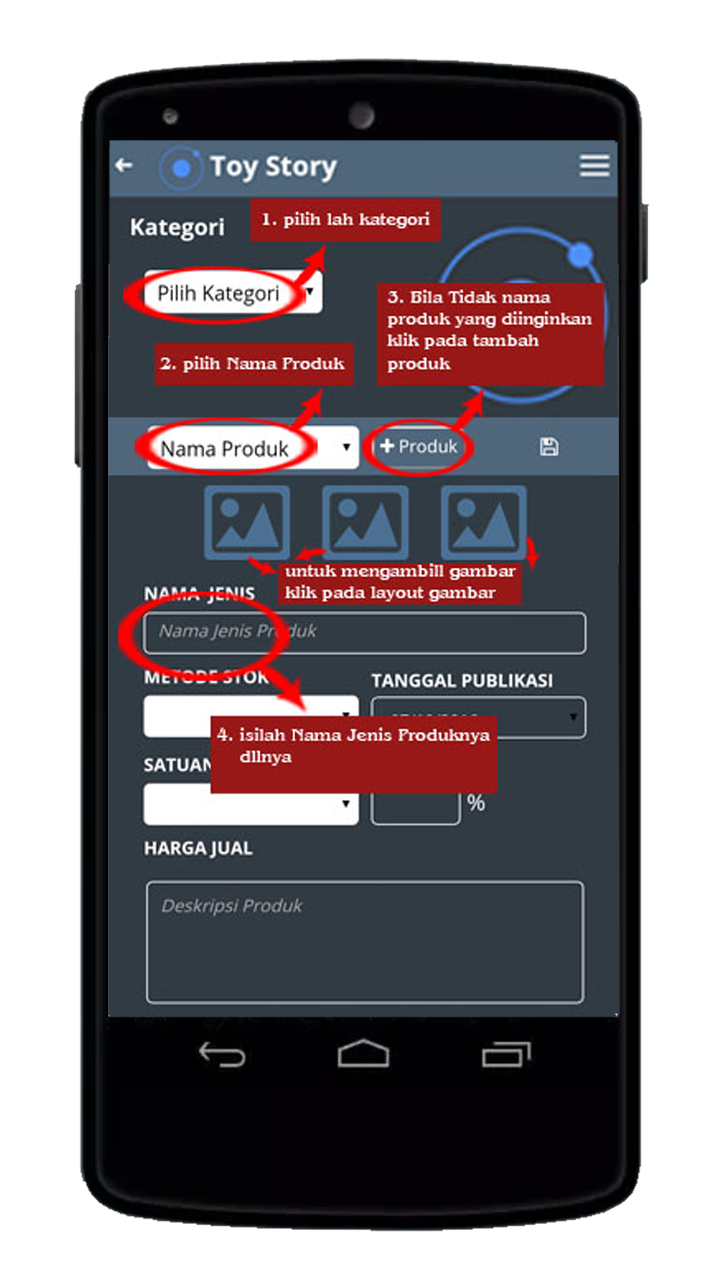 Toy Story
Kategori
1. pilih lah kategori
Pilih Kategori
3. Bila Tidak nama
produk yang diinginkan
klik pada tambah
produk
2. pilih Nama Produk
Nama Produk
+ Produk
untuk mengambill gambar
klik pada layout gambar
NAMA JENIS
Nama Jenis Produk
METODE STOK
TANGGAL PUBLIKASI
4. isilah Nama Jenis Produknya
dllnya
SATUAN
%
HARGA JUAL
Deskripsi Produk